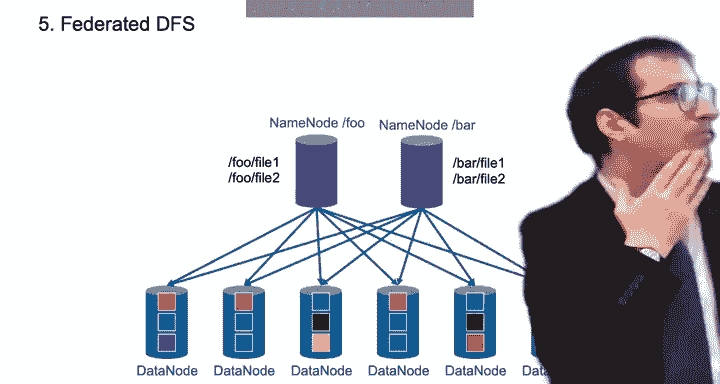 5. Federated DFS
NameNode /foo NameNode /bar
/foo/file1 /bar/file1
/foo/file2 /bar/file2
DataNode DataNode DataNode DataNode DataNode